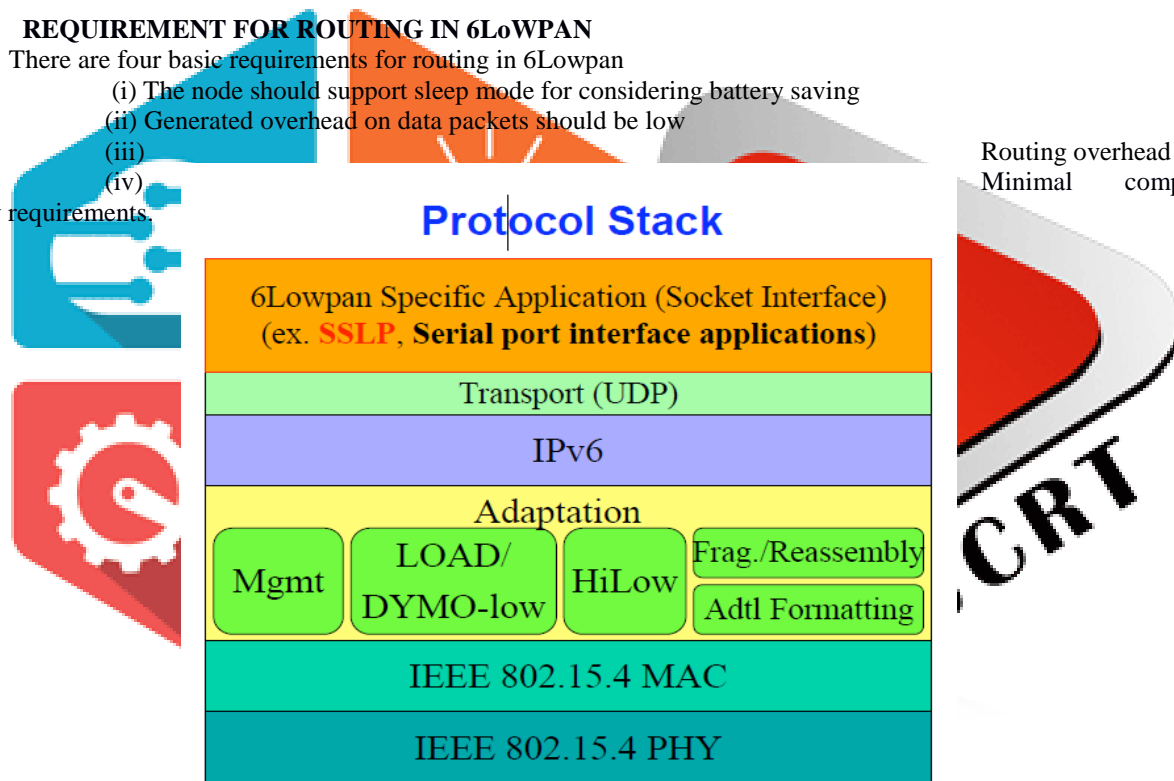 REQUIREMENT FOR ROUTING IN 6LoWPAN
There are four basic requirements for routing in 6Lowpan
(i) The node should support sleep mode for considering battery saving
(ii) Generated overhead on data packets should be low
(iii) Routing overhead
(iv) Minimal
requirements.
Protocol Stack
6Lowpan Specific Application (Socket Interface)
(ex. SSLP, Serial port interface applications)
Transport (UDP)
IPv6
Adaptation
Mgmt
LOAD/
DYMO-low
HiLow
Frag./Reassembly
Adtl Formatting
IEEE 802.15.4 MAC
IEEE 802.15.4 PHY
CRT